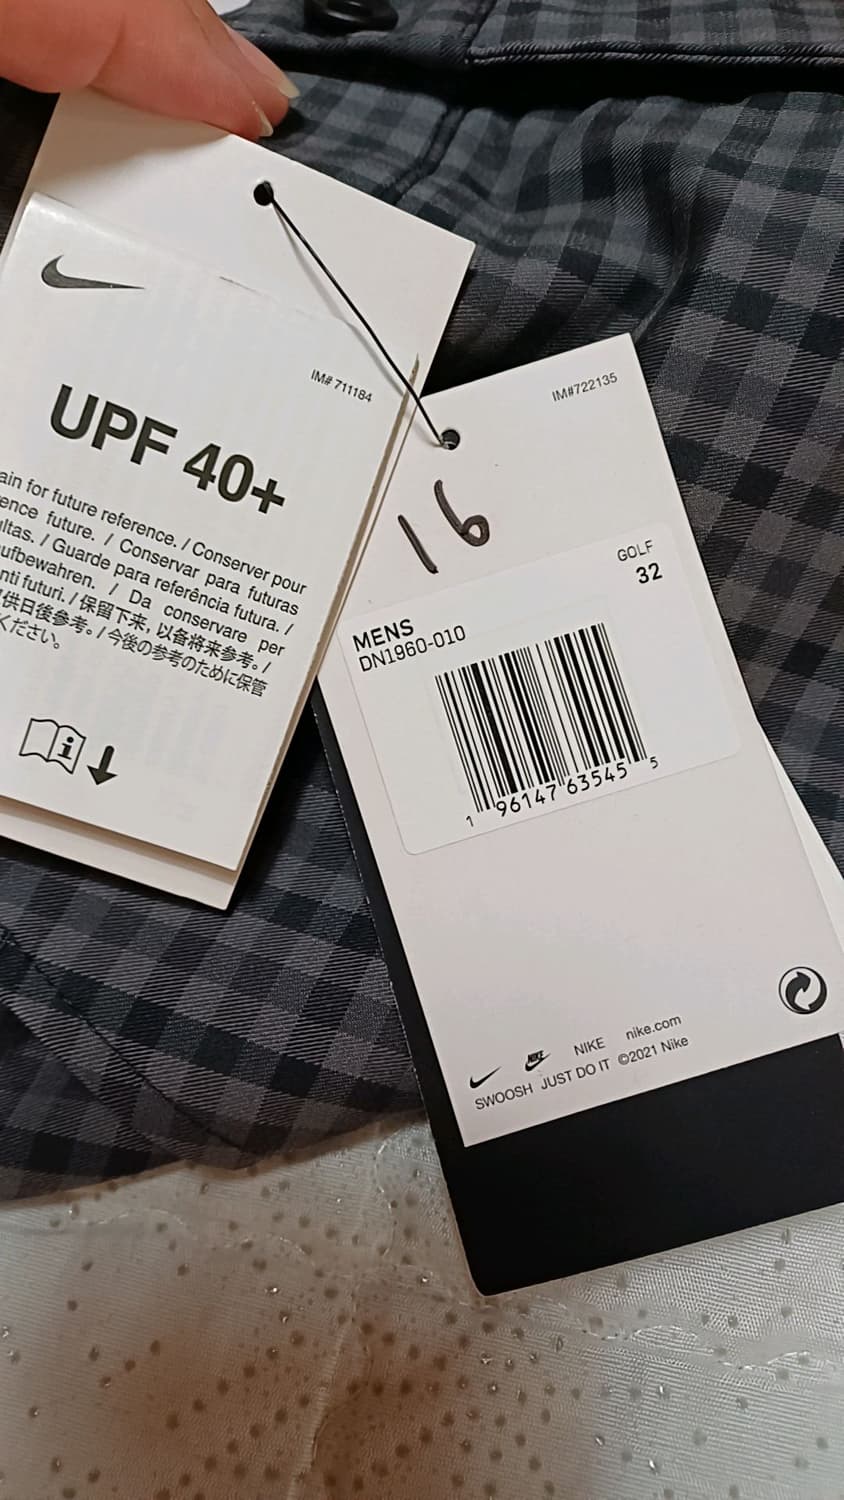 IM# 711184
UPF 40+
ain for future reference. / Conserver pour
ence future. / Conservar para futuras
ultas. / Guarde para referência futura. /
ufbewahren. / Da conservare per
nti futuri. / 保留下来, 以备将来参考。/
供日後參考。/ 今後の参考のために保管
ください。
IM#722135
16
GOLF
32
MENS
DN1960-010
1 96147 63545 5
NIKE NIKE nike.com
SWOOSH JUST DO IT ©2021 Nike